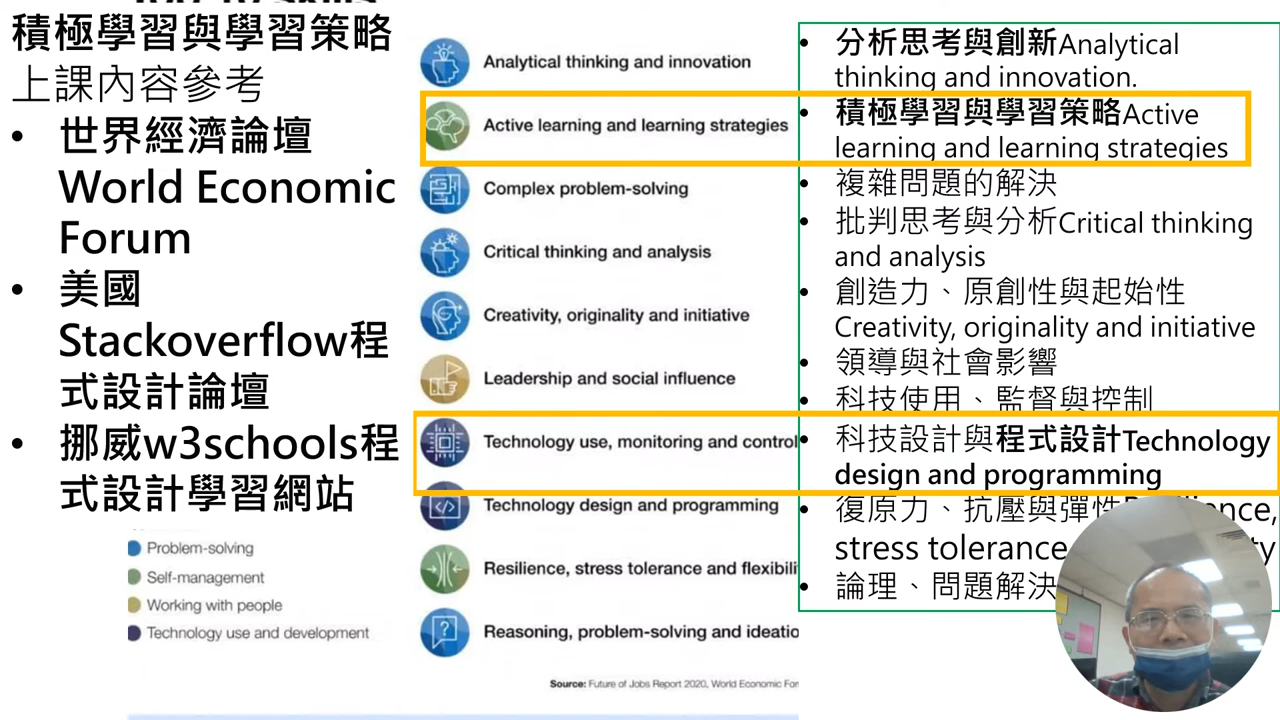 積極學習與學習策略
上課內容參考
• 世界經濟論壇
World Economic
Forum
• 美國
Stackoverflow程
式設計論壇
• 挪威w3schools程
式設計學習網站
Problem-solving
Self-management
Working with people
Technology use and development
Analytical thinking and innovation
Active learning and learning strategies
Complex problem-solving
Critical thinking and analysis
Creativity, originality and initiative
Leadership and social influence
Technology use, monitoring and control
Technology design and programming
Resilience, stress tolerance and flexibili
Reasoning, problem-solving and ideatio
Source: Future of Jobs Report 2020, World Economic For
• 分析思考與創新Analytical
thinking and innovation.
• 積極學習與學習策略Active
learning and learning strategies
• 複雜問題的解決
• 批判思考與分析Critical thinking
and analysis
• 創造力、原創性與起始性
Creativity, originality and initiative
• 領導與社會影響
• 科技使用、監督與控制
• 科技設計與程式設計Technology
design and programming
• 復原力、抗壓與彈性
stress tolerance
• 論理、問題解決